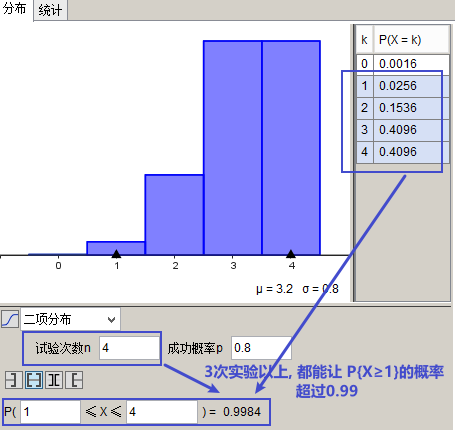 分布 统计
k P(X = k)
0 0.0016
1 0.0256
2 0.1536
3 0.4096
4 0.4096
0 1 2 3 4
μ = 3.2 σ = 0.8
二项分布
试验次数n 4 成功概率p 0.8
3次实验以上, 都能让 P{X≥1}的概率
超过0.99
P( 1 ≤ X ≤ 4 ) = 0.9984